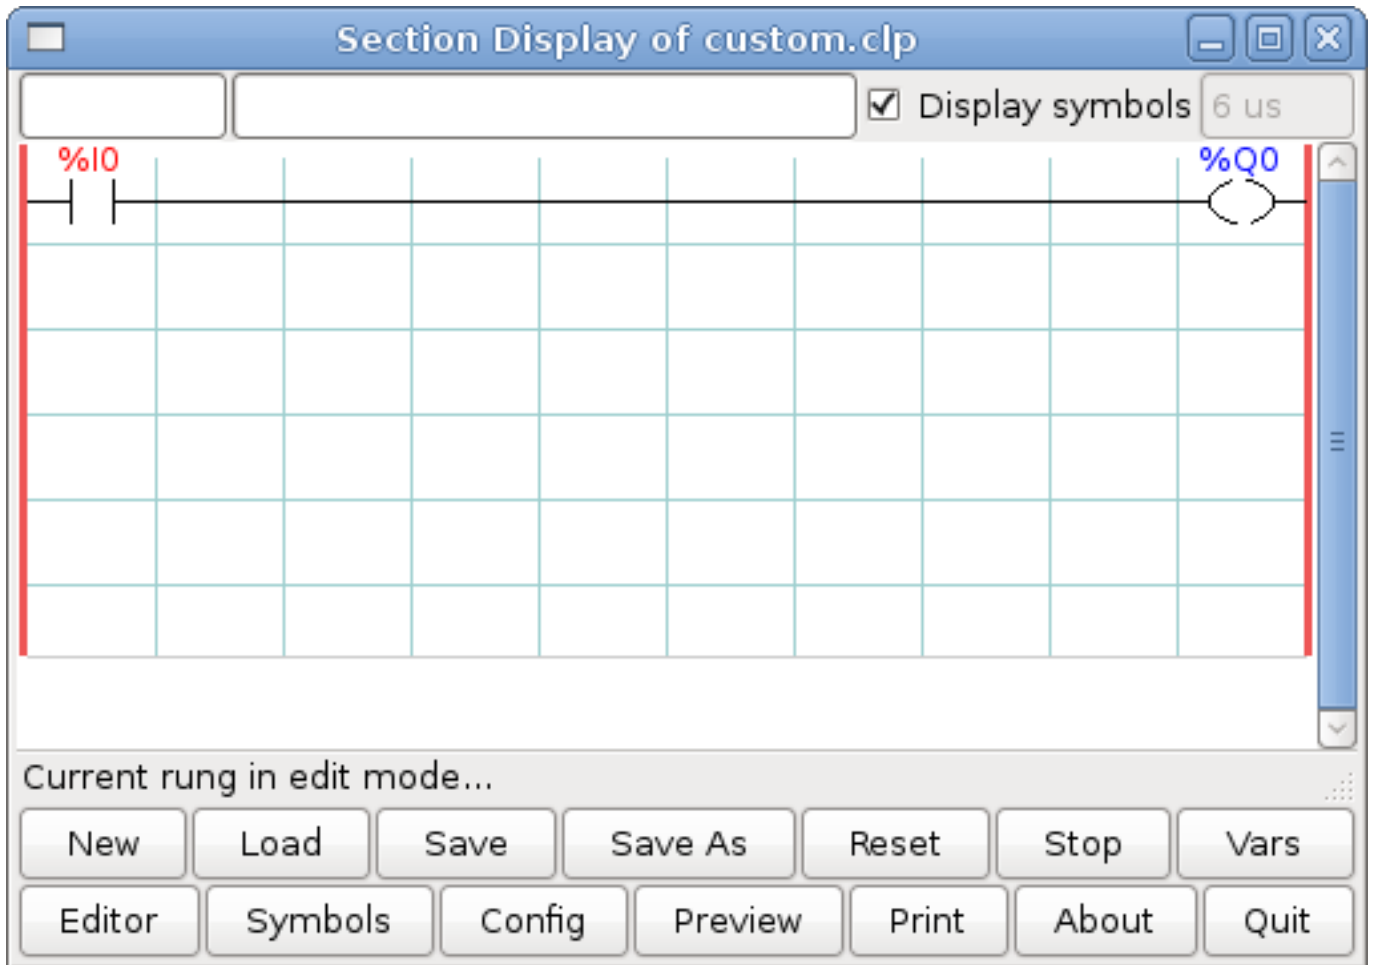 Section Display of custom.clp
Display symbols 6 us
%I0 %Q0
Current rung in edit mode...
New Load Save Save As Reset Stop Vars
Editor Symbols Config Preview Print About Quit